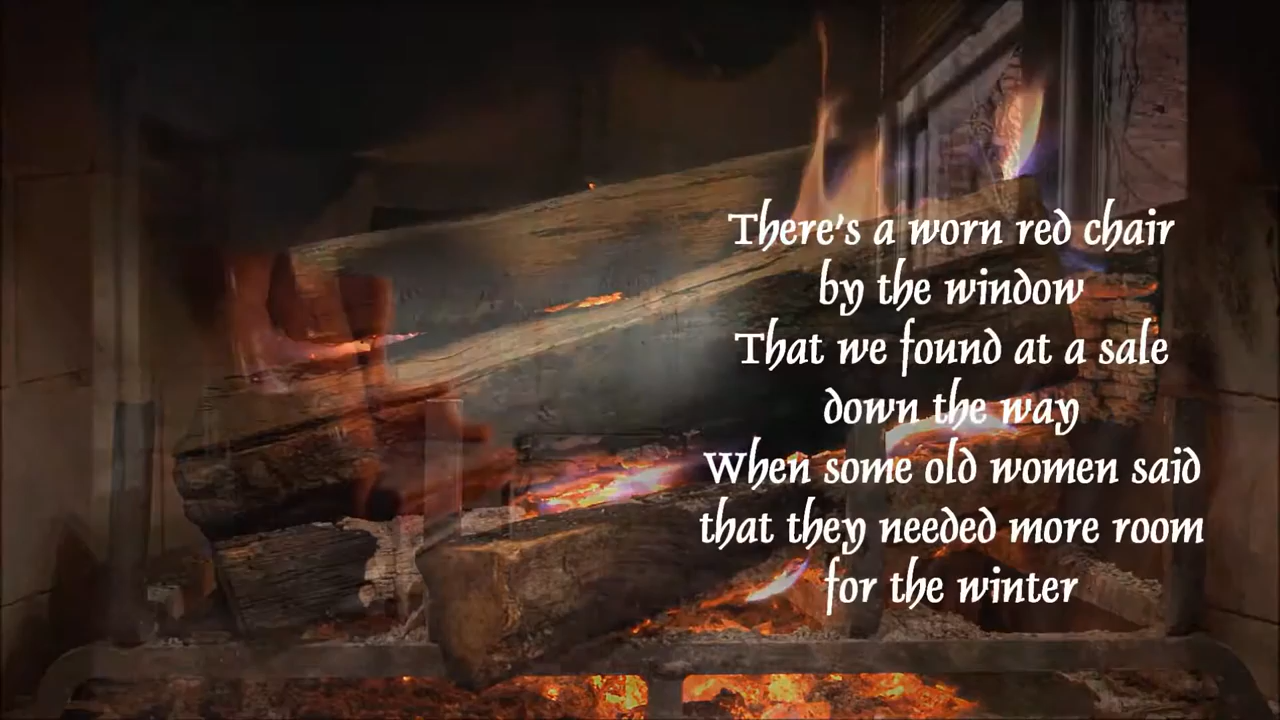 There's a worn red chair
by the window
That we found at a sale
down the way
When some old women said
that they needed more room
for the winter